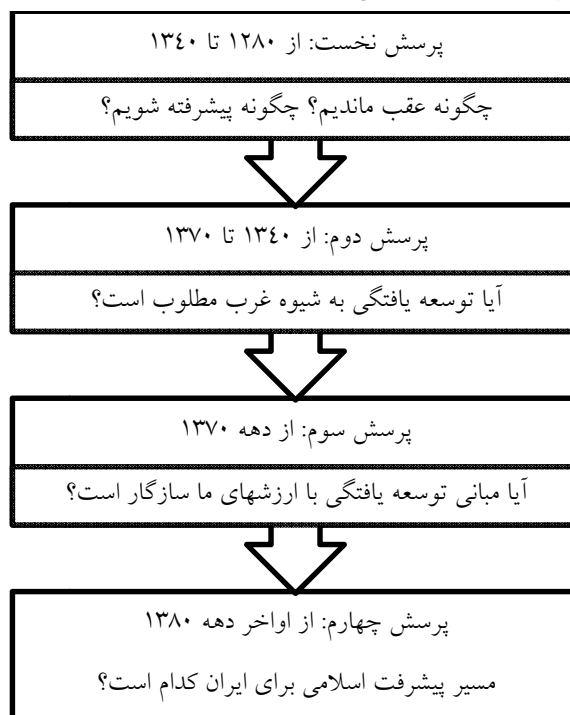 پرسش نخست: از ۱۲۸۰ تا ۱۳٤۰
چگونه عقب ماندیم؟ چگونه پیشرفته شویم؟
پرسش دوم: از ۱۳٤۰ تا ۱۳۷۰
آیا توسعه یافتگی به شیوه غرب مطلوب است؟
پرسش سوم: از دهه ۱۳۷۰
آیا مبانی توسعه یافتگی با ارزشهای ما سازگار است؟
پرسش چهارم: از اواخر دهه ۱۳۸۰
مسیر پیشرفت اسلامی برای ایران کدام است؟